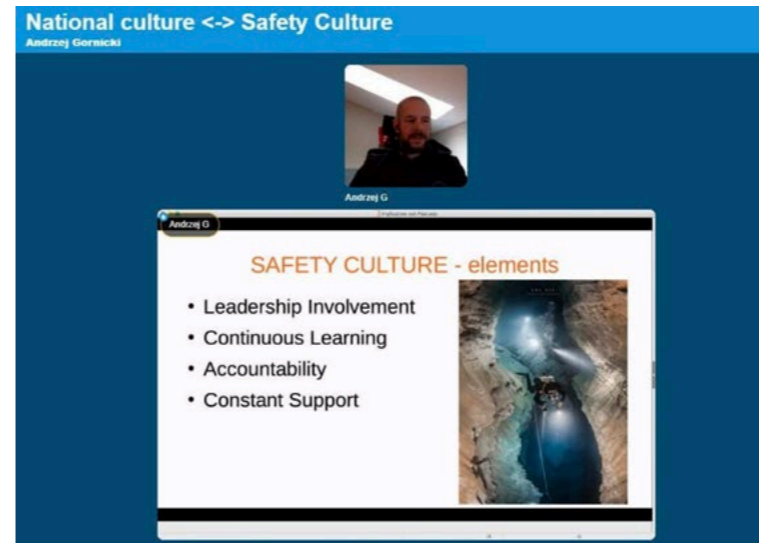 National culture <-> Safety Culture
Andrzej Gornicki
Andrzej G
Andrzej G
SAFETY CULTURE - elements
• Leadership Involvement
• Continuous Learning
• Accountability
• Constant Support